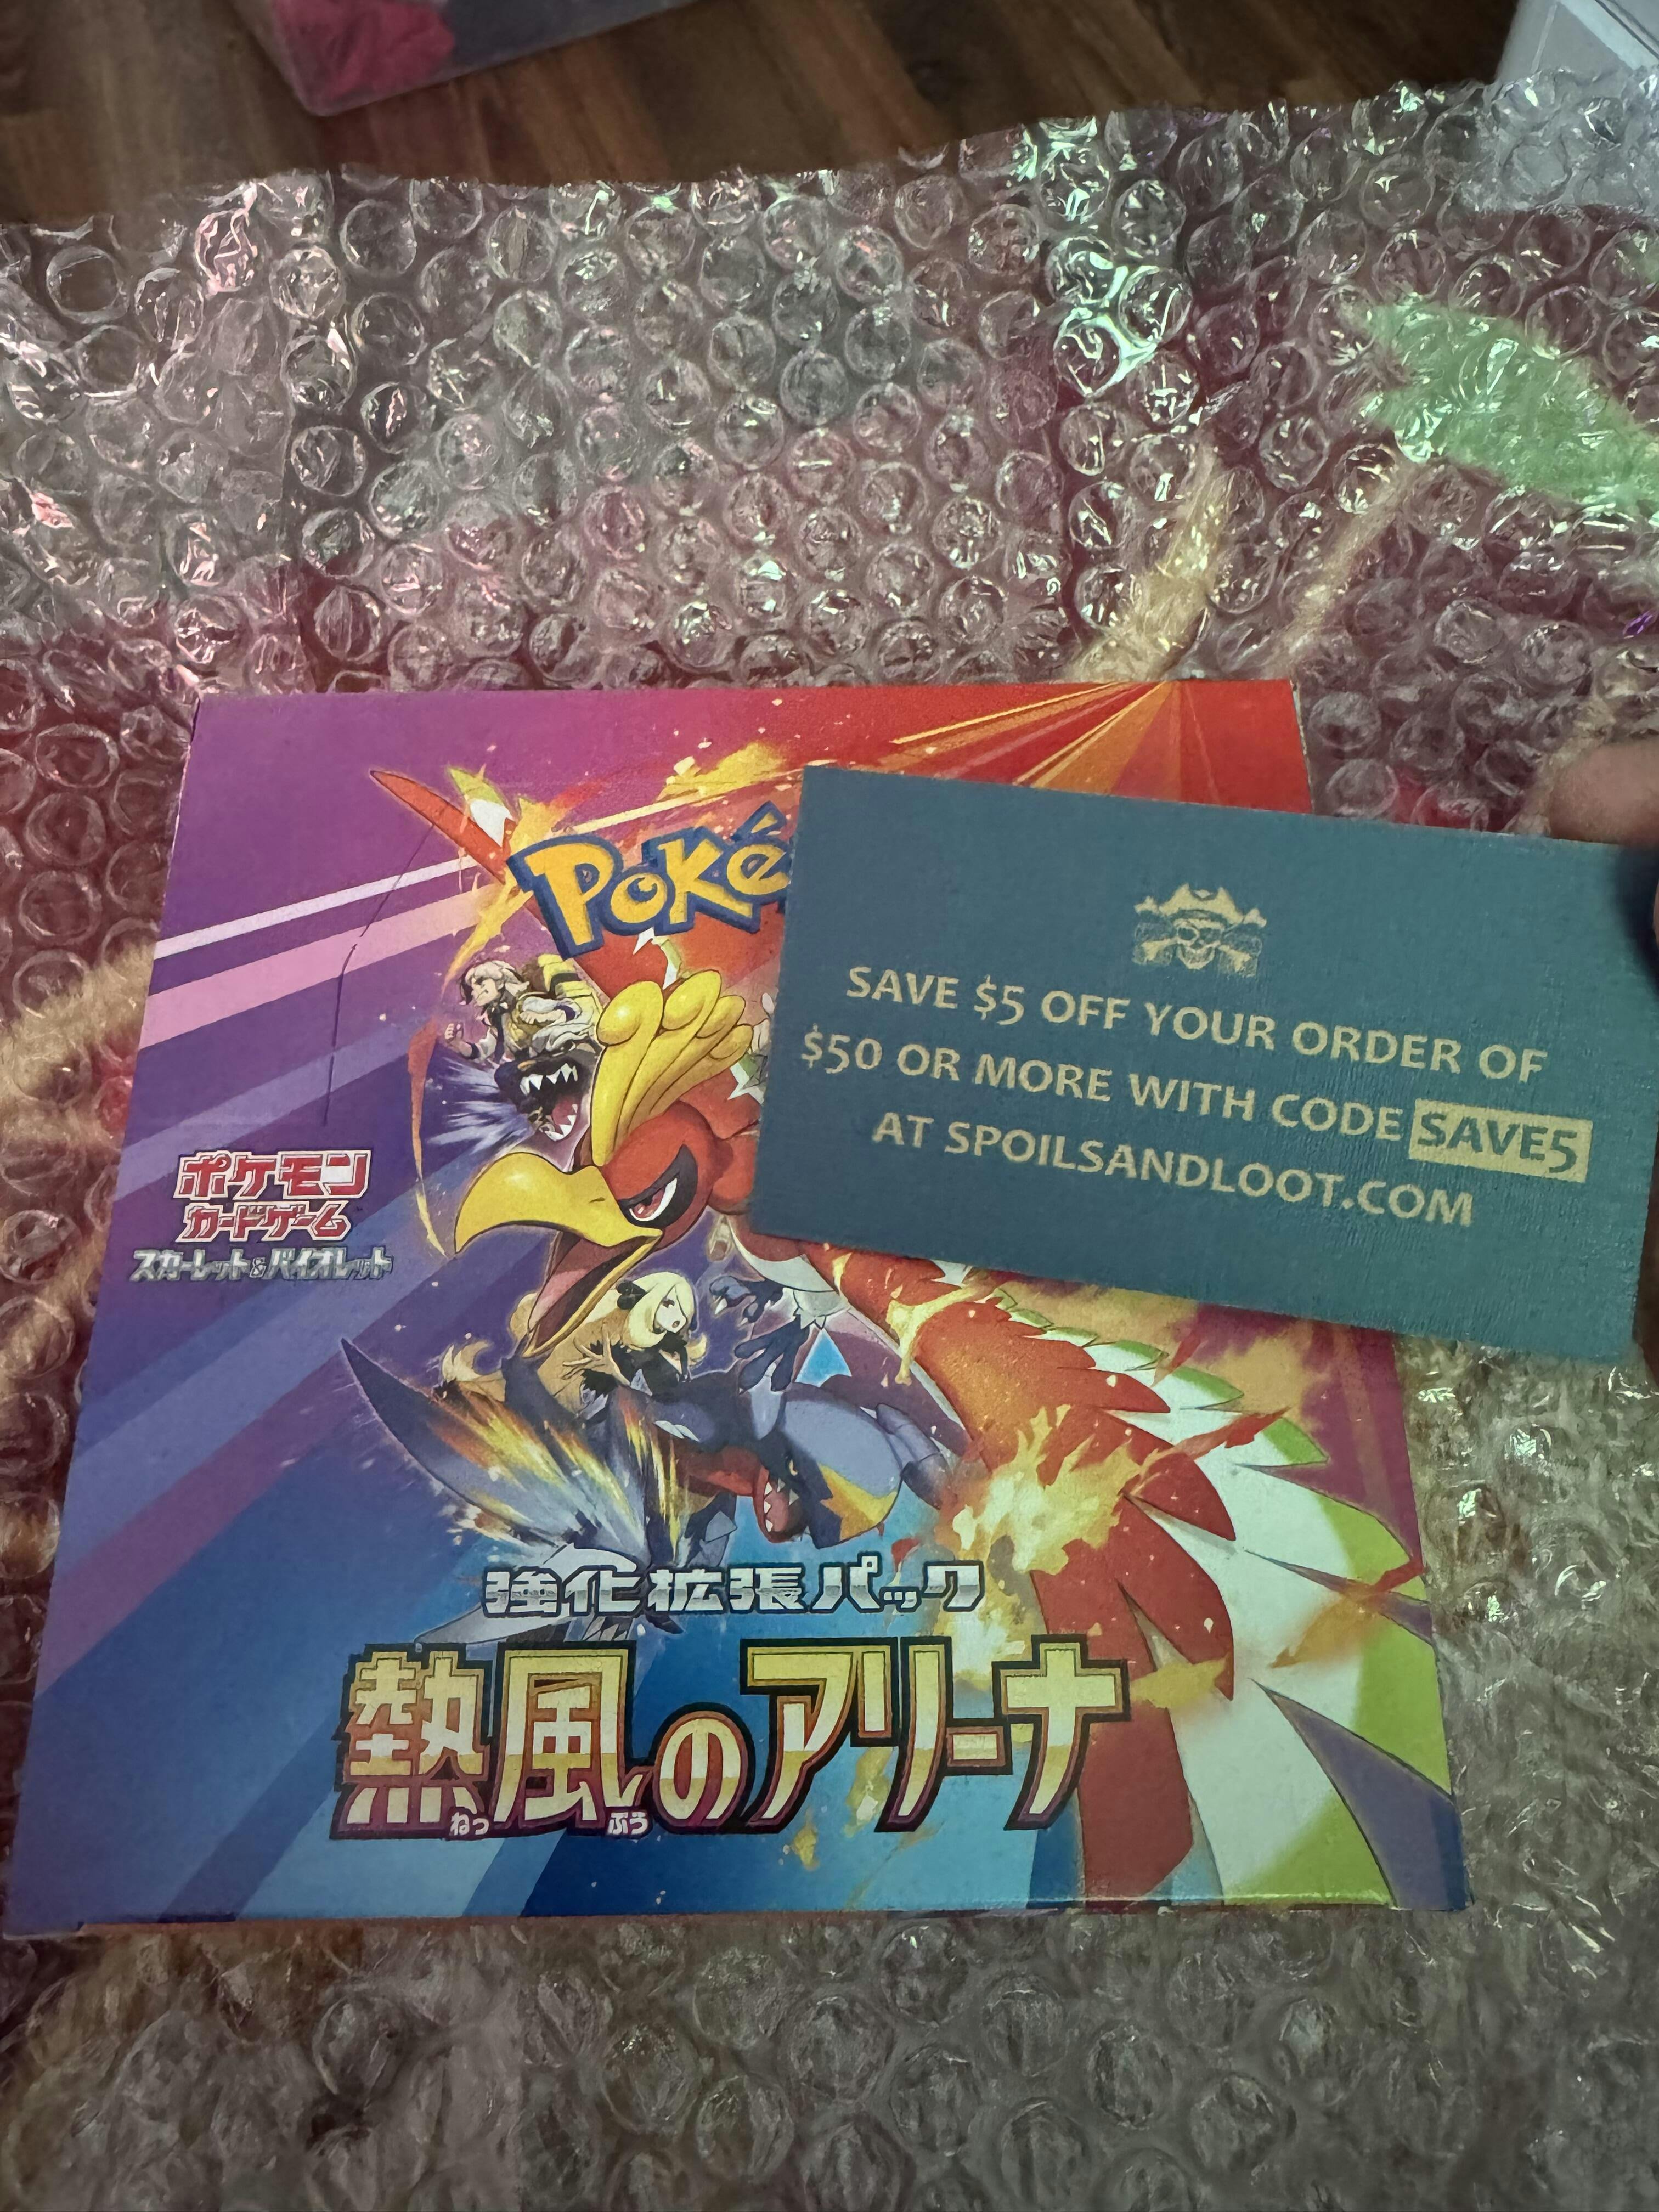 Poké
SAVE $5 OFF YOUR ORDER OF
$50 OR MORE WITH CODE SAVE5
AT SPOILSANDLOOT.COM
ポケモン
カードゲーム
スカーレット&バイオレット
強化拡張パック
熱風のアリーナ
ねっ ぷう